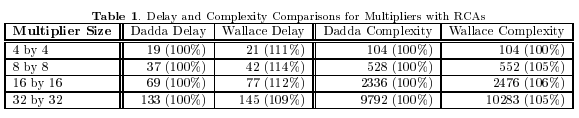 Table 1. Delay and Complexity Comparisons for Multipliers with RCAs
Multiplier Size Dadda Delay Wallace Delay Dadda Complexity Wallace Complexity
4 by 4 19 (100%) 21 (111%) 104 (100%) 104 (100%)
8 by 8 37 (100%) 42 (114%) 528 (100%) 552 (105%)
16 by 16 69 (100%) 77 (112%) 2336 (100%) 2476 (106%)
32 by 32 133 (100%) 145 (109%) 9792 (100%) 10283 (105%)